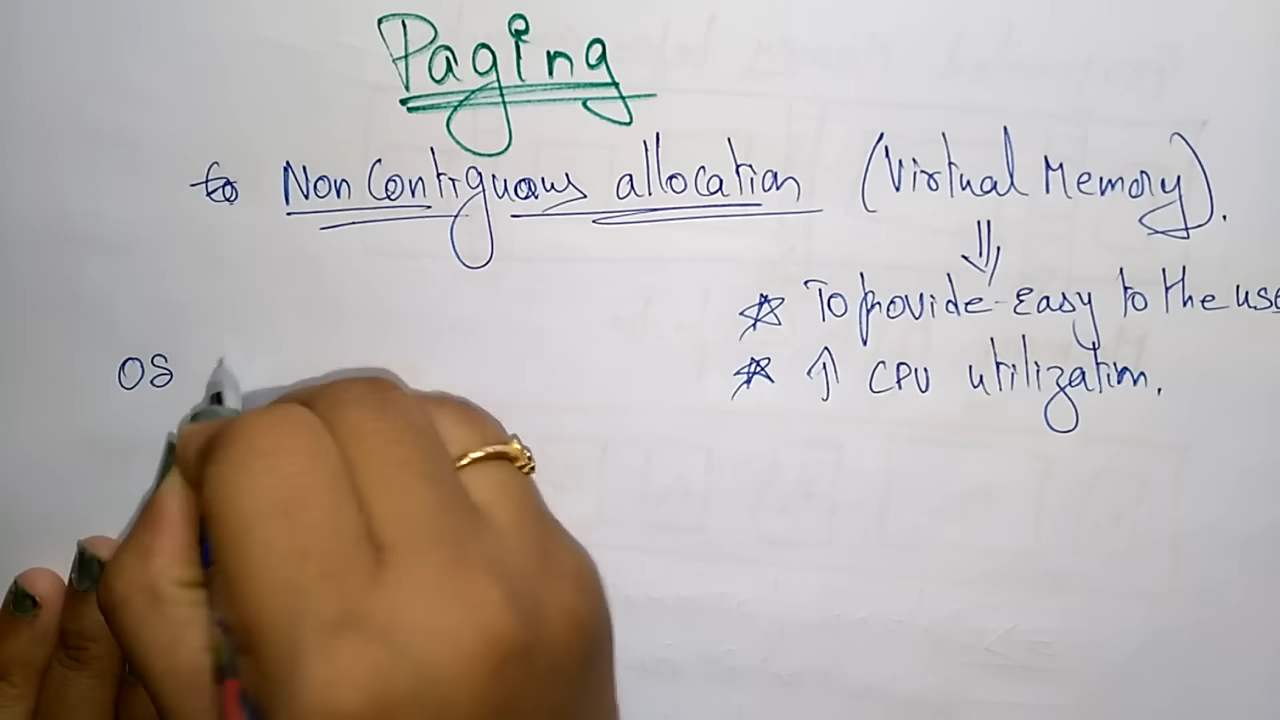 Paging
Non Contiguous allocation (Virtual Memory).
⇓
☆ To provide easy to the use
☆ ↑ CPU utilization.
OS